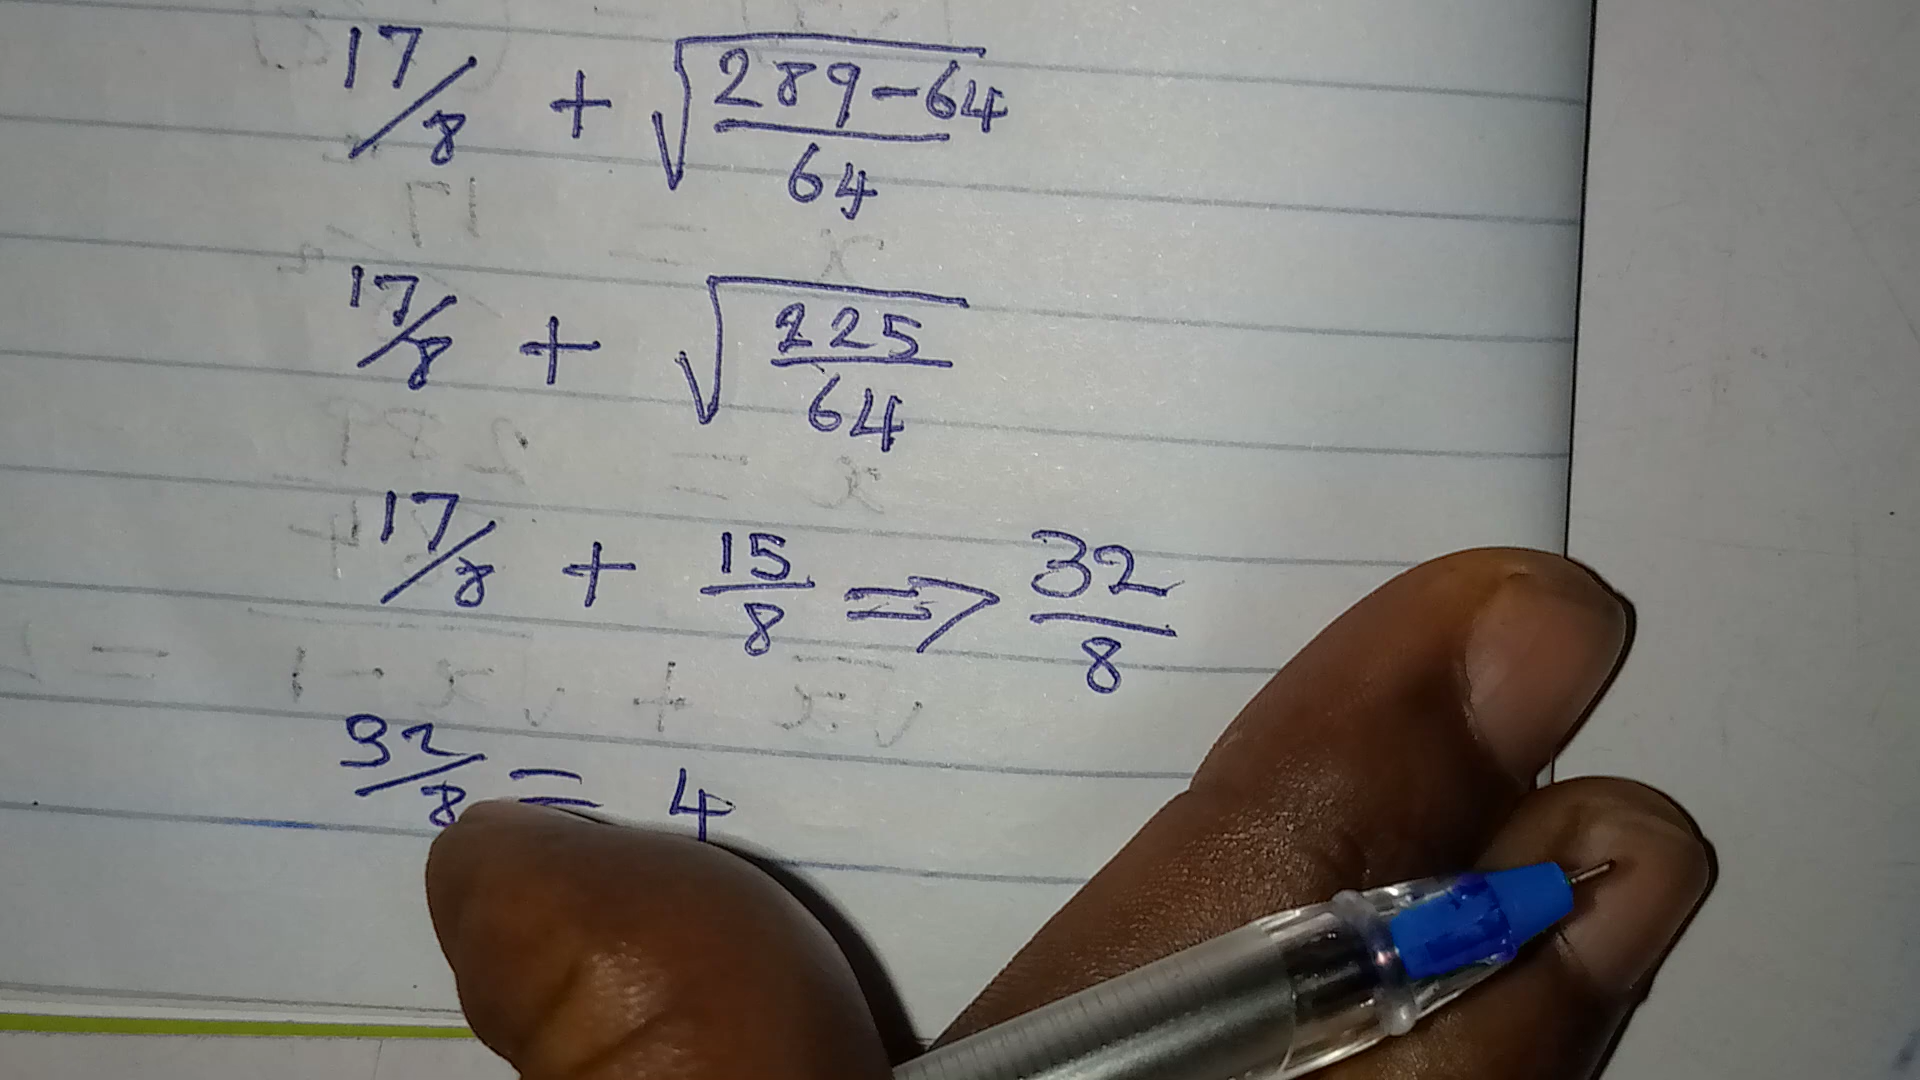 17/8 + √(289-64/64)
17/8 + √(225/64)
17/8 + 15/8 => 32/8
32/8 = 4